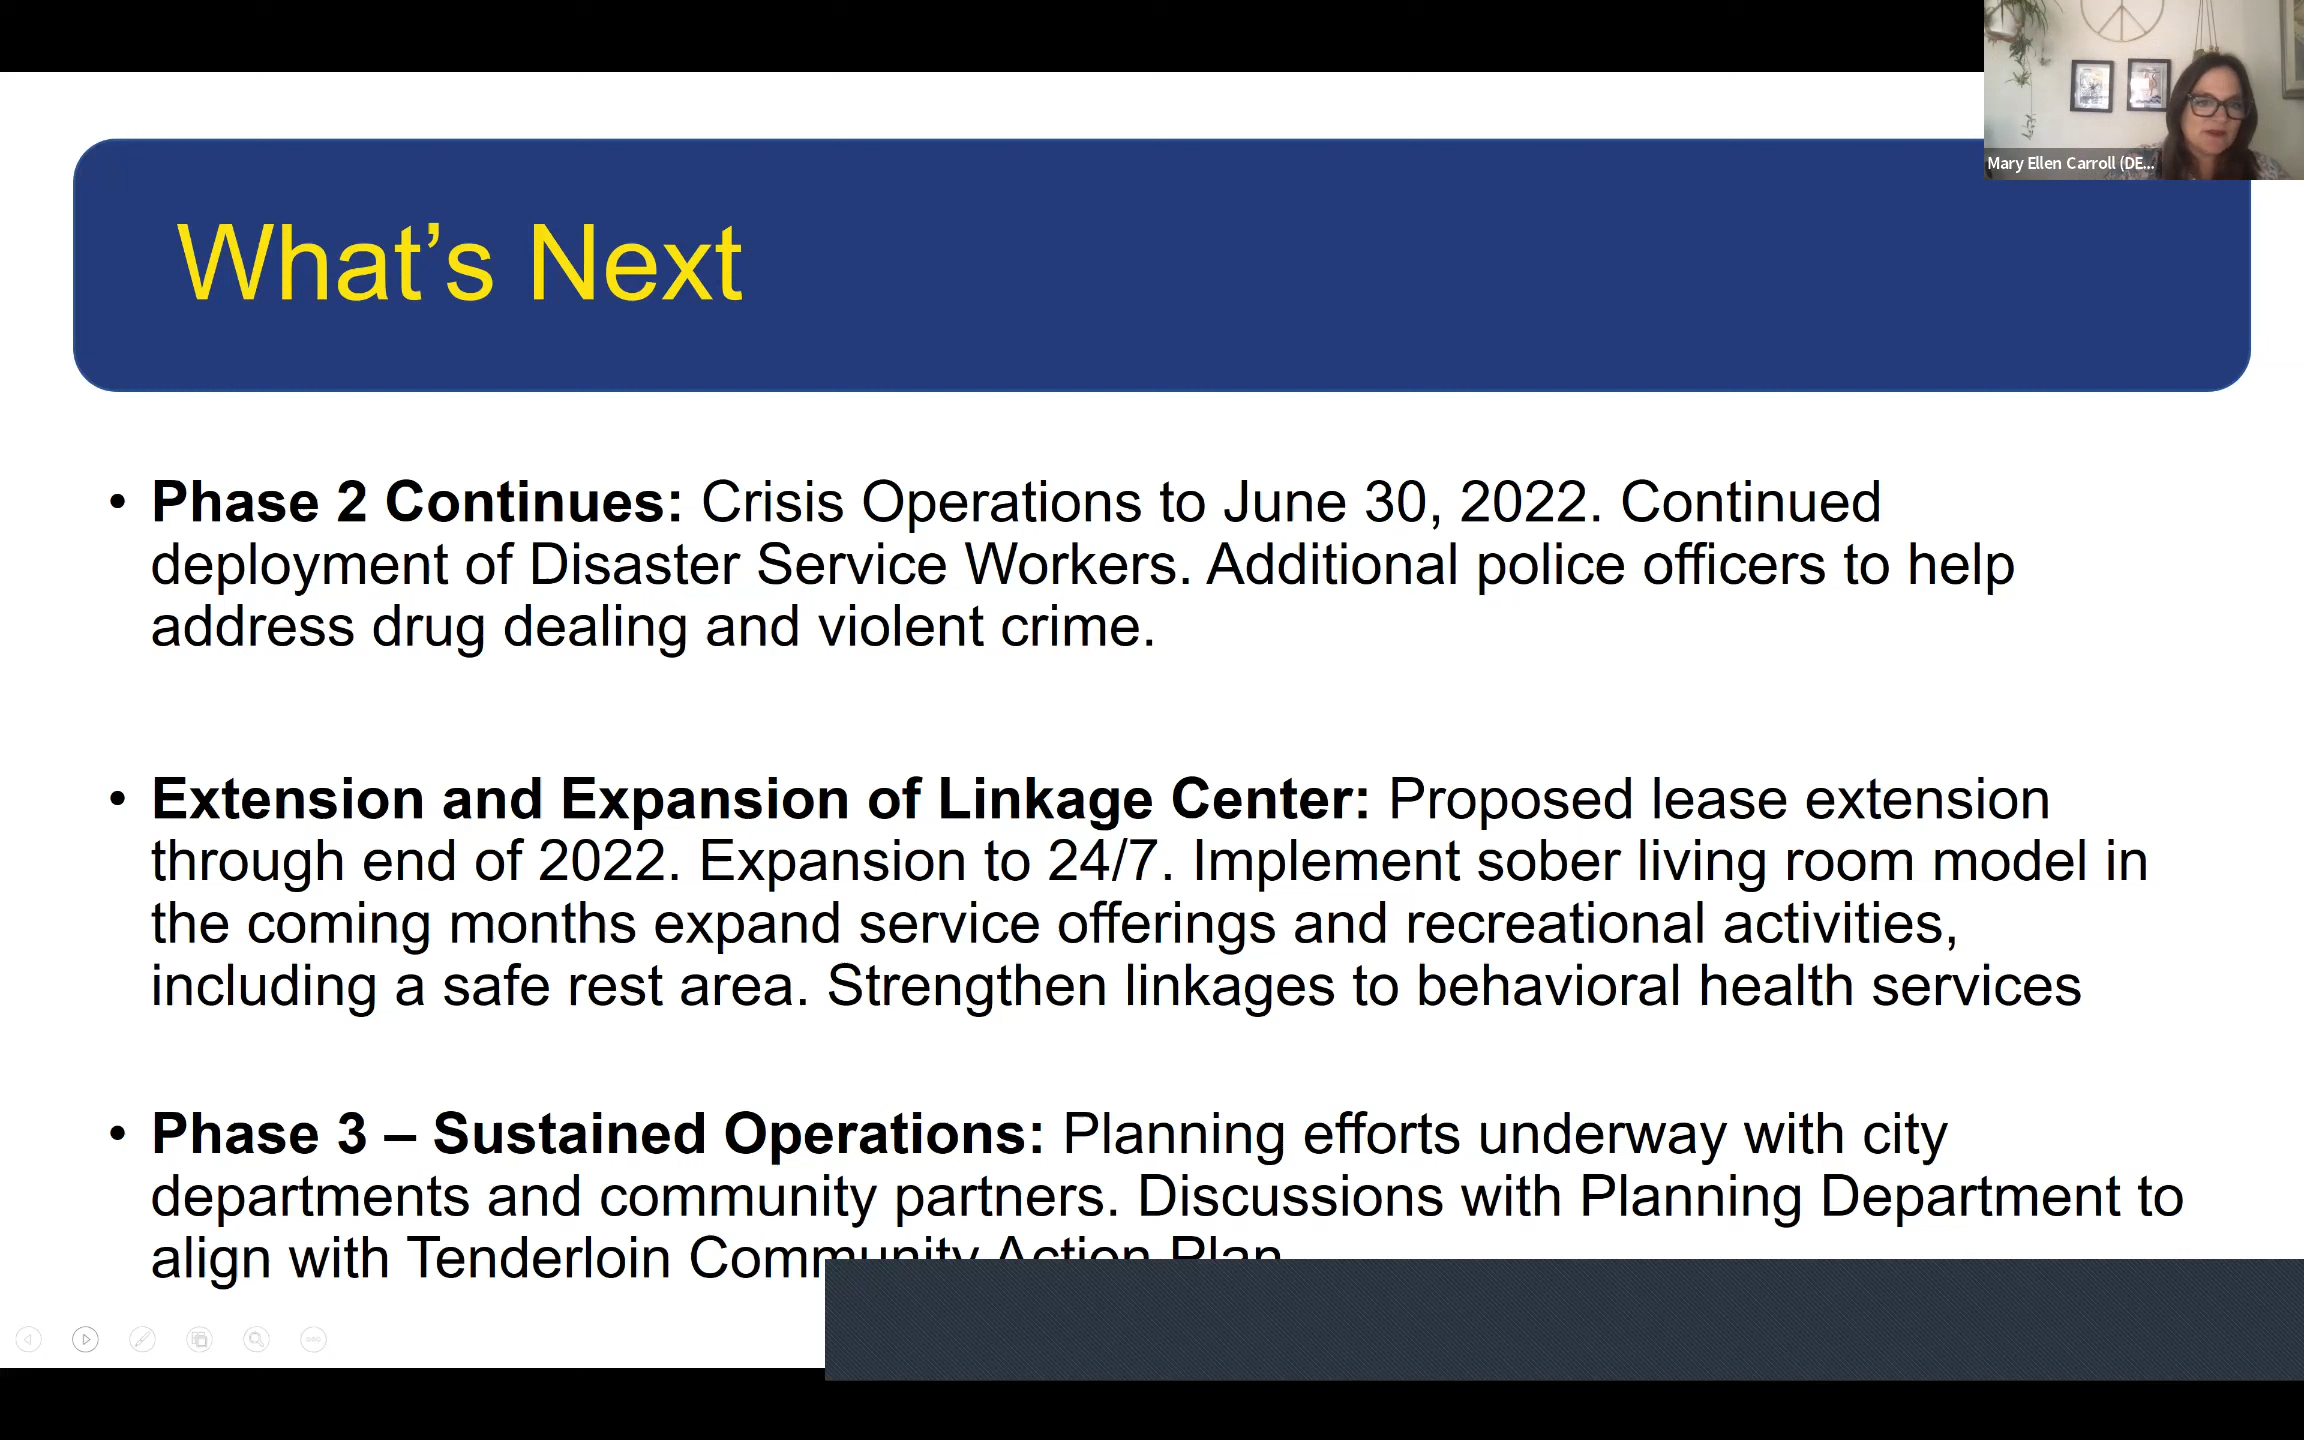 Mary Ellen Carroll (DE...
What’s Next
• Phase 2 Continues: Crisis Operations to June 30, 2022. Continued
deployment of Disaster Service Workers. Additional police officers to help
address drug dealing and violent crime.
• Extension and Expansion of Linkage Center: Proposed lease extension
through end of 2022. Expansion to 24/7. Implement sober living room model in
the coming months expand service offerings and recreational activities,
including a safe rest area. Strengthen linkages to behavioral health services
• Phase 3 – Sustained Operations: Planning efforts underway with city
departments and community partners. Discussions with Planning Department to
align with Tenderloin Community Action Plan